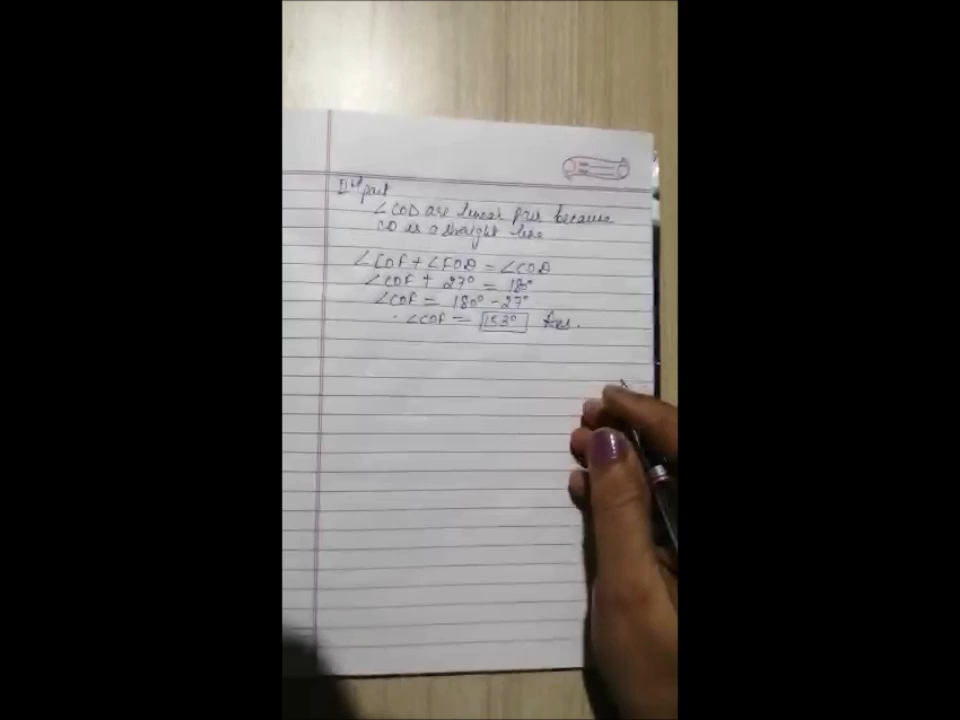 IInd part
∠COD are linear pair because
CD is a straight line
∠COF + ∠FOD = ∠COD
∠COF + 27° = 180°
∠COF = 180° - 27°
∠COF = 153° Ans.